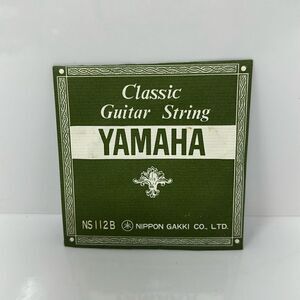 Classic
Guitar String
YAMAHA
NS112B NIPPON GAKKI CO., LTD.